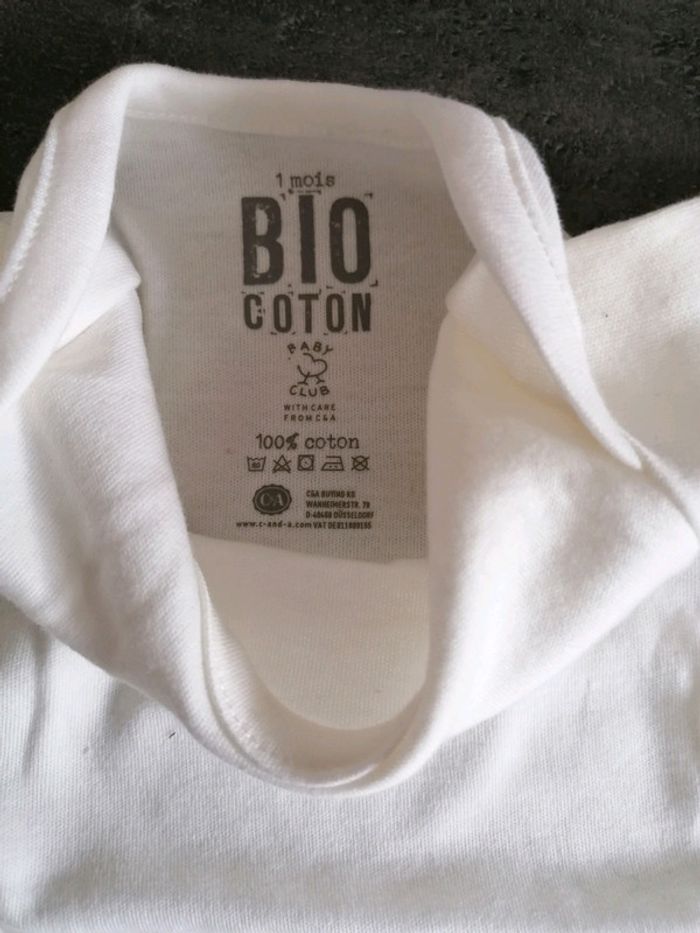 1 mois
BIO
COTON
BABY
CLUB
WITH CARE
FROM C&A
100% coton
C&A
C&A BUYING KG
WANHEIMERSTR. 70
D-40468 DÜSSELDORF
www.c-and-a.com VAT